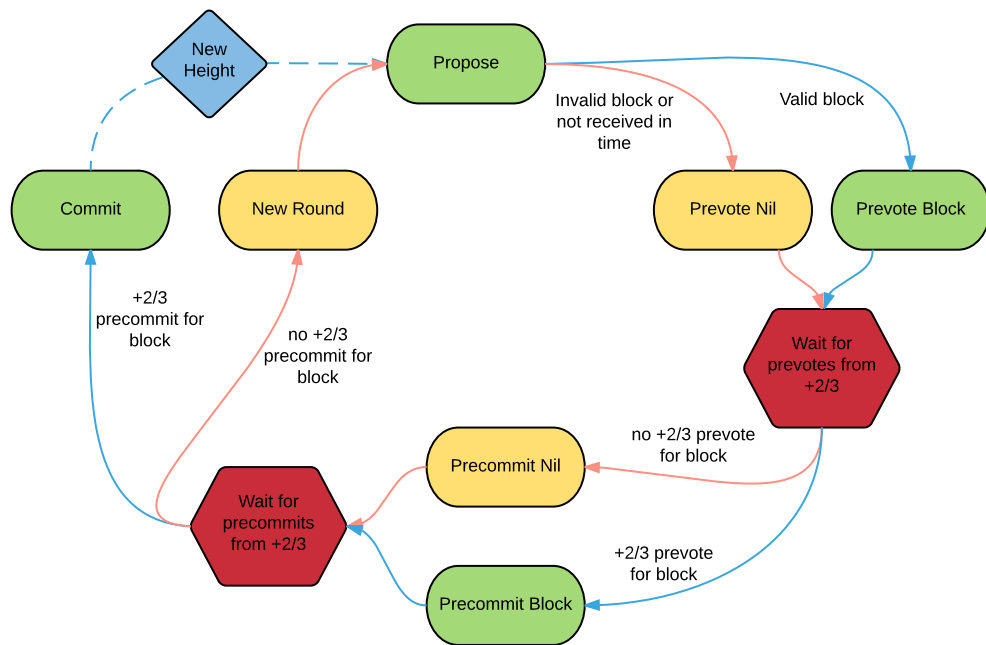 New
Height
Propose
Invalid block or
not received in
time
Valid block
Commit
New Round
Prevote Nil
Prevote Block
+2/3
precommit for
block
no +2/3
precommit for
block
Wait for
prevotes from
+2/3
no +2/3 prevote
for block
Precommit Nil
Wait for
precommits
from +2/3
+2/3 prevote
for block
Precommit Block